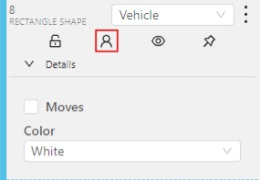 8
RECTANGLE SHAPE
Vehicle
Details
Moves
Color
White